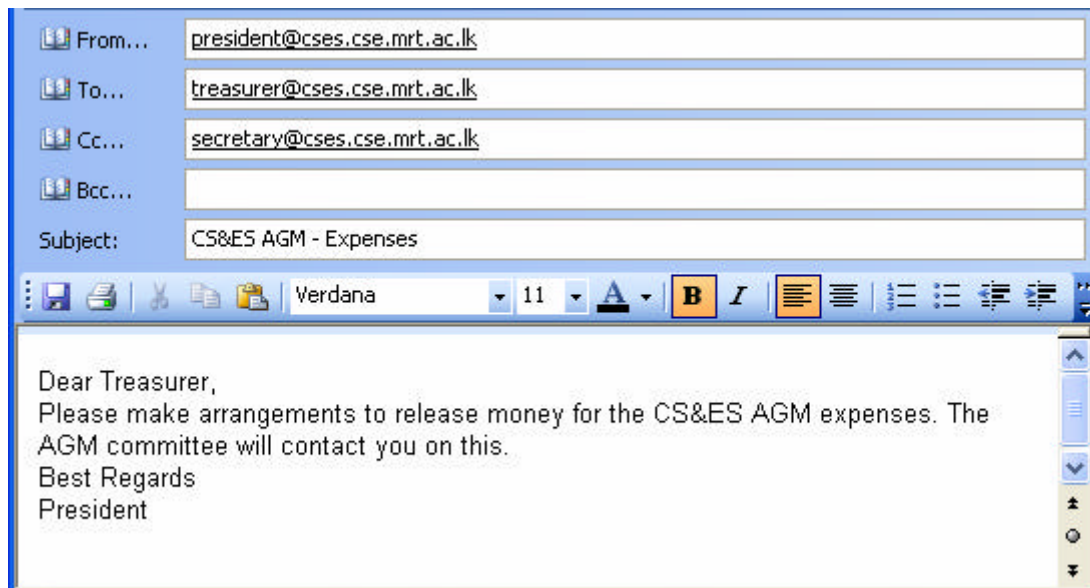 From... president@cses.cse.mrt.ac.lk
To... treasurer@cses.cse.mrt.ac.lk
Cc... secretary@cses.cse.mrt.ac.lk
Bcc...
Subject: CS&ES AGM - Expenses
Verdana 11 A B I
Dear Treasurer,
Please make arrangements to release money for the CS&ES AGM expenses. The
AGM committee will contact you on this.
Best Regards
President